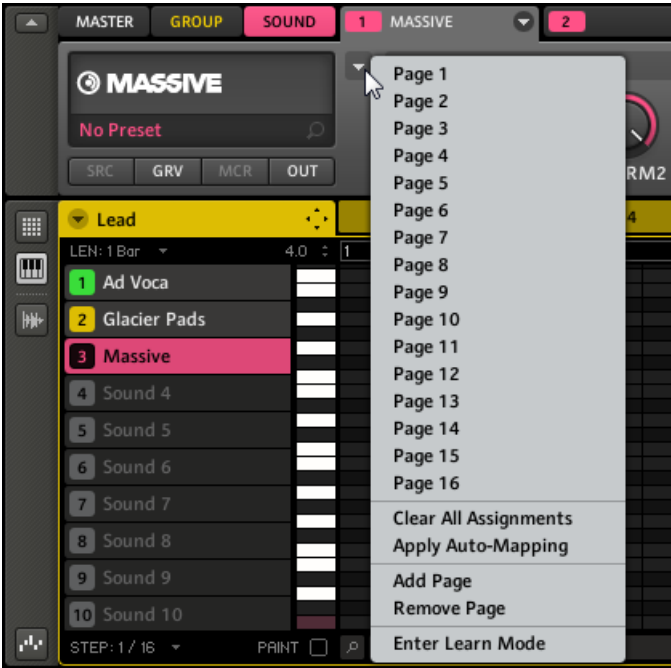 MASTER GROUP SOUND 1 MASSIVE 2
MASSIVE
No Preset
SRC GRV MCR OUT
RM2
Page 1
Page 2
Page 3
Page 4
Page 5
Page 6
Page 7
Page 8
Page 9
Page 10
Page 11
Page 12
Page 13
Page 14
Page 15
Page 16
Clear All Assignments
Apply Auto-Mapping
Add Page
Remove Page
Enter Learn Mode
Lead 4
LEN: 1 Bar 4.0 1
1 Ad Voca
2 Glacier Pads
3 Massive
4 Sound 4
5 Sound 5
6 Sound 6
7 Sound 7
8 Sound 8
9 Sound 9
10 Sound 10
STEP: 1 / 16 PAINT